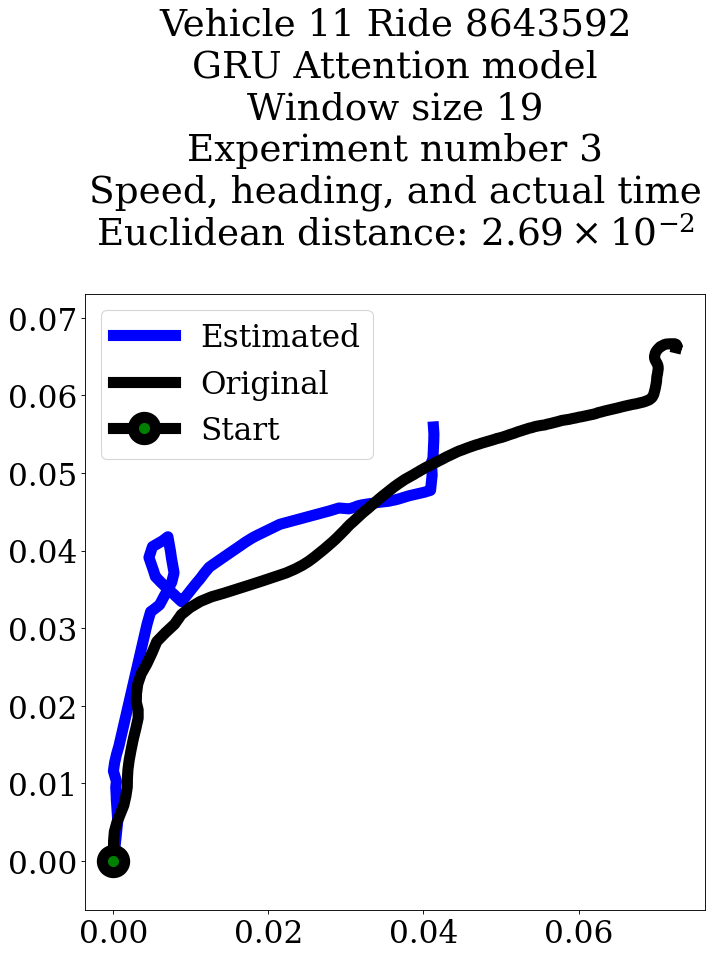 Vehicle 11 Ride 8643592
GRU Attention model
Window size 19
Experiment number 3
Speed, heading, and actual time
Euclidean distance: 2.69 × 10⁻²
Estimated
Original
Start
0.07
0.06
0.05
0.04
0.03
0.02
0.01
0.00
0.00 0.02 0.04 0.06